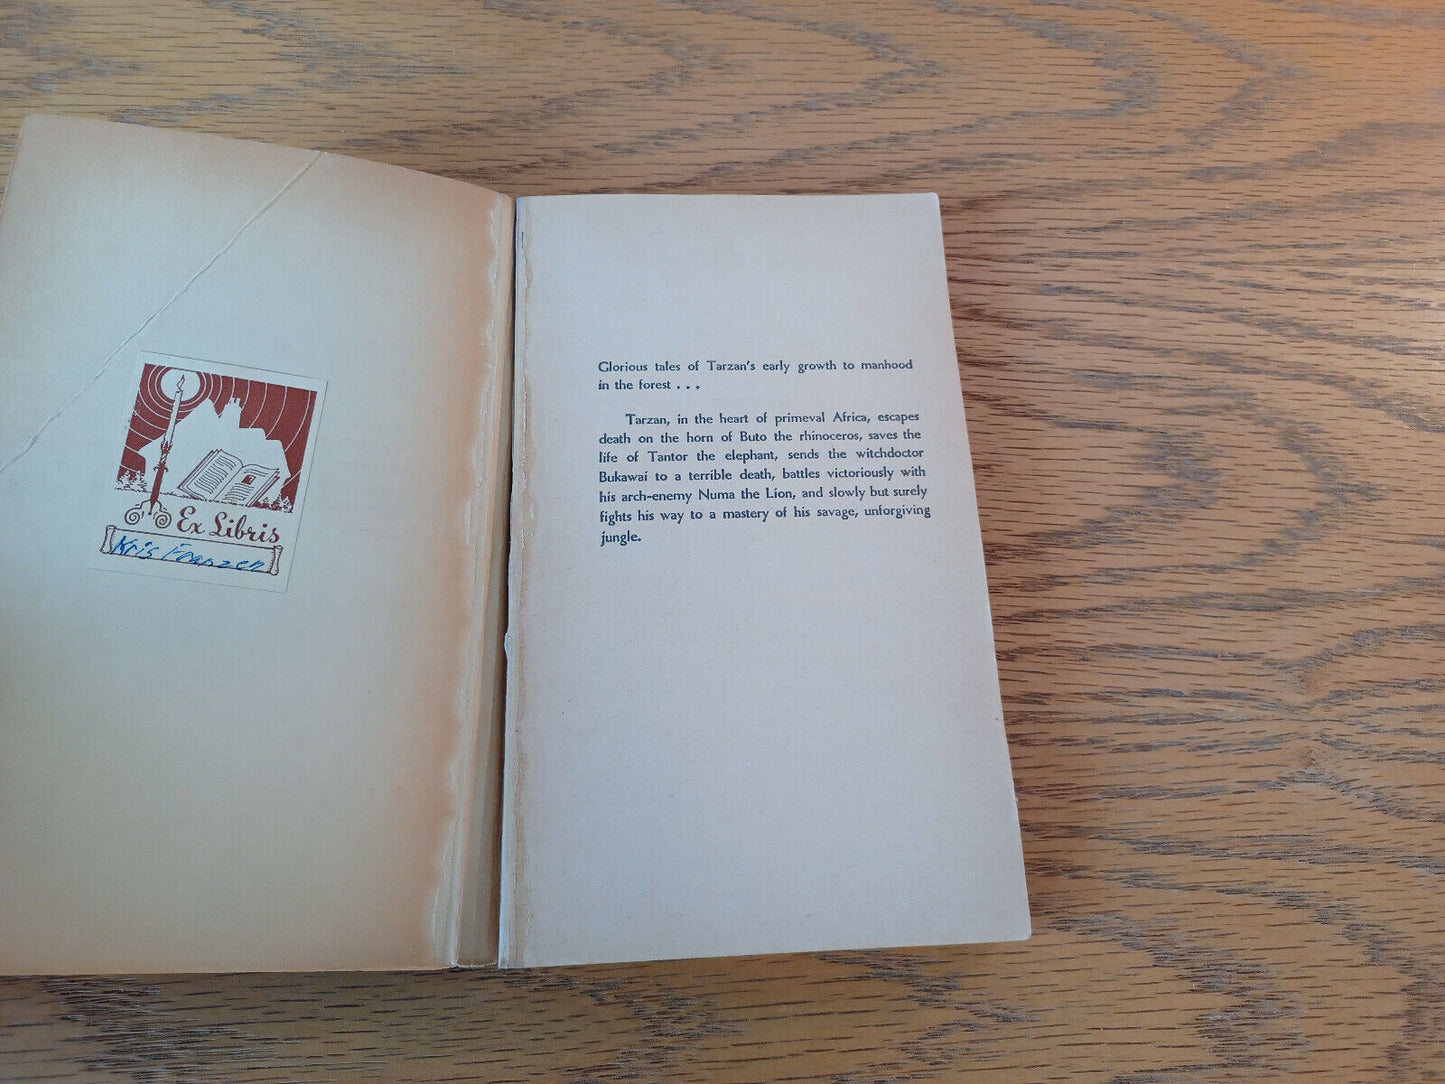 Ex Libris
Kris Franzen
Glorious tales of Tarzan's early growth to manhood
in the forest . . .
Tarzan, in the heart of primeval Africa, escapes
death on the horn of Buto the rhinoceros, saves the
life of Tantor the elephant, sends the witchdoctor
Bukawai to a terrible death, battles victoriously with
his arch-enemy Numa the Lion, and slowly but surely
fights his way to a mastery of his savage, unforgiving
jungle.